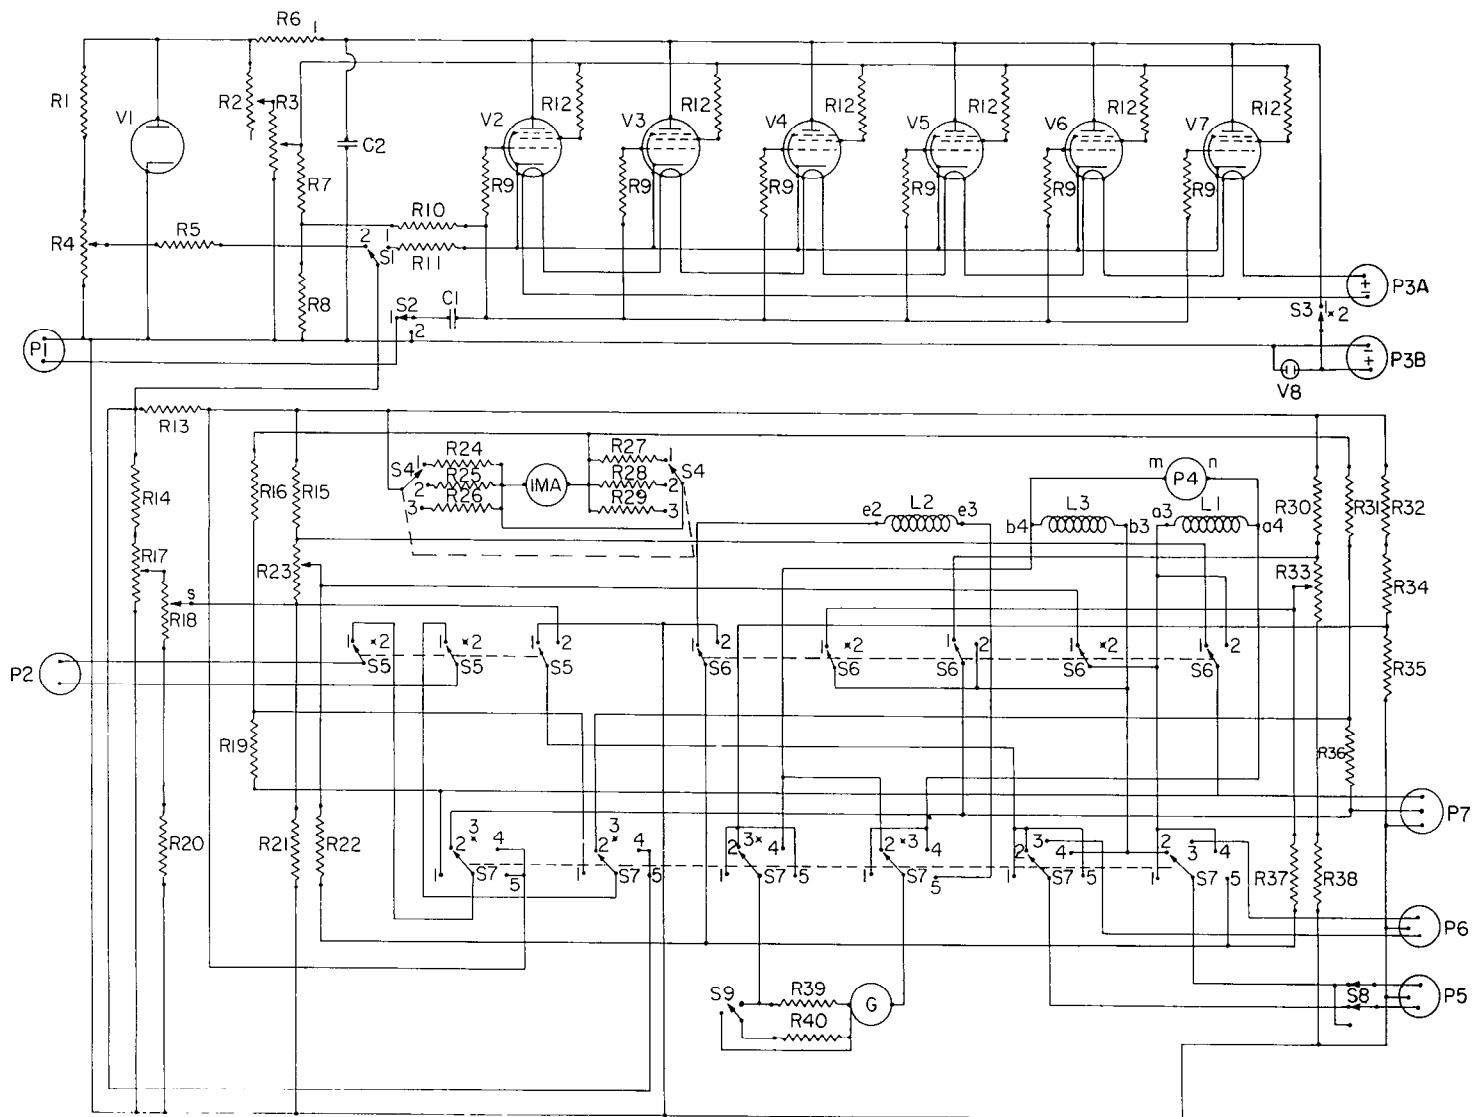 R6 1
R1 V1 R2 R3 C2 V2 R12 V3 R12 V4 R12 V5 R12 V6 R12 V7 R12
R7 R9 R9 R9 R9 R9 R9
R4 R5 2 S1 1 R10 R11
R8 1 S2 2 C1 + − P3A
P1 S3 1 x 2 − + P3B
V8
R13
R16 R15 S4 1 2 3 R24 R25 R26 1MA R27 R28 R29 1 2 3 S4 m P4 n
R14 e2 L2 e3 b4 L3 b3 a3 L1 a4 R30 R31 R32
R17 R23 R33 R34
s R18
P2 1 x 2 S5 1 x 2 S5 1 2 S5 1 2 S6 1 x 2 S6 1 2 S6 1 x 2 S6 1 2 S6 R35
R19 R36
P7
R20 R21 R22 1 2 3 x 4 5 S7 1 2 3 x 4 5 S7 1 2 3 x 4 5 S7 1 2 x 3 4 5 S7 1 2 3 4 5 S7 1 2 3 4 5 S7 R37 R38
P6
S9 R39 R40 G S8 P5